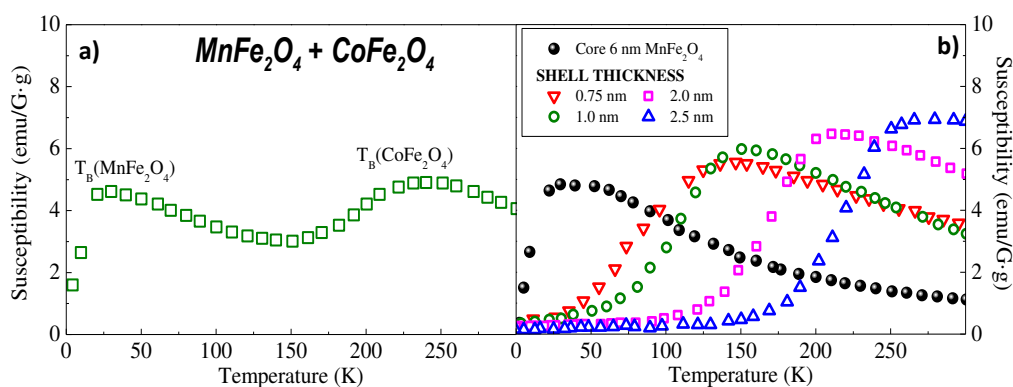 a)
MnFe₂O₄ + CoFe₂O₄
T_B(MnFe₂O₄)
T_B(CoFe₂O₄)
Susceptibility (emu/G·g)
10
8
6
4
2
0
0 50 100 150 200 250
Temperature (K)
b)
Core 6 nm MnFe₂O₄
SHELL THICKNESS
0.75 nm 2.0 nm
1.0 nm 2.5 nm
0 50 100 150 200 250
Temperature (K)
10
8
6
4
2
0
Susceptibility (emu/G·g)